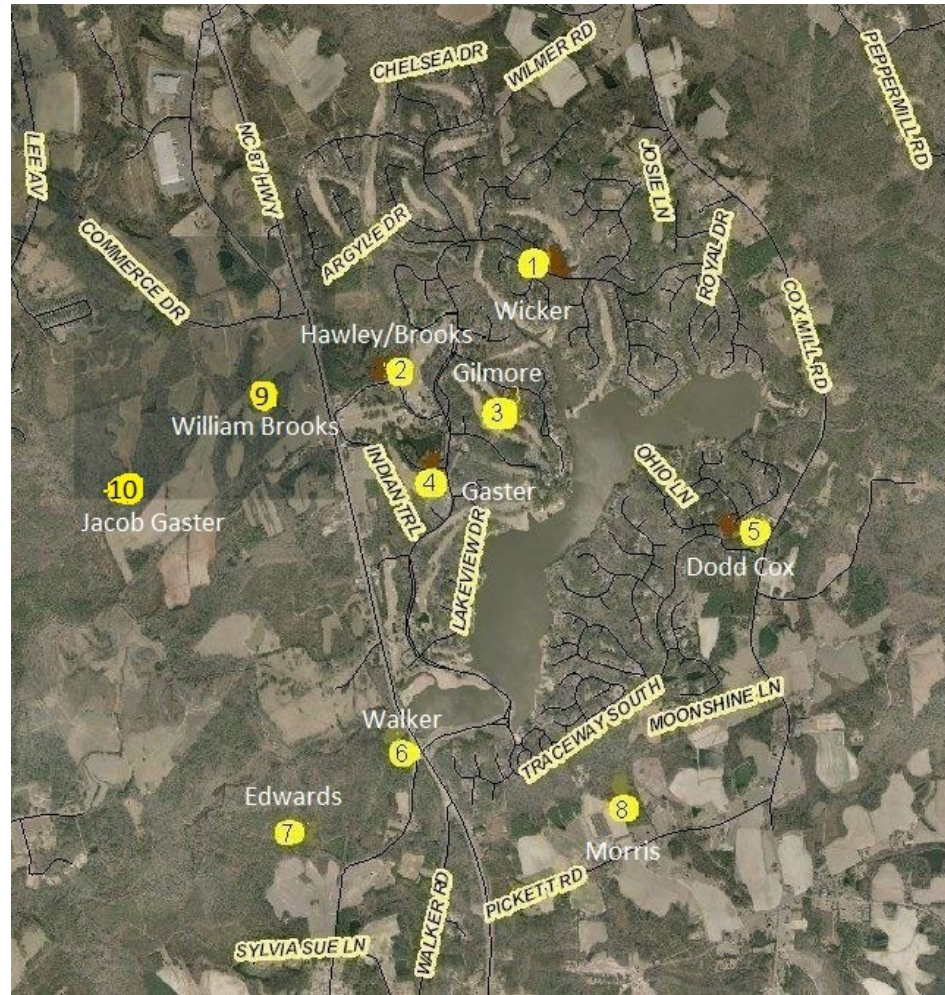 CHELSEA DR
WILMER RD
PEPPERMILL RD
LEE AV
NC 87 HWY
JOSIE LN
COMMERCE DR
ARGYLE DR
ROYAL DR
COX MILL RD
1
Wicker
Hawley/Brooks
2
Gilmore
3
9
William Brooks
10
Jacob Gaster
INDIAN TRL
4
Gaster
LAKEVIEW DR
OHIO LN
5
Dodd Cox
Walker
6
TRACEWAY SOUTH
MOONSHINE LN
Edwards
7
8
Morris
PICKETT RD
WALKER RD
SYLVIA SUE LN